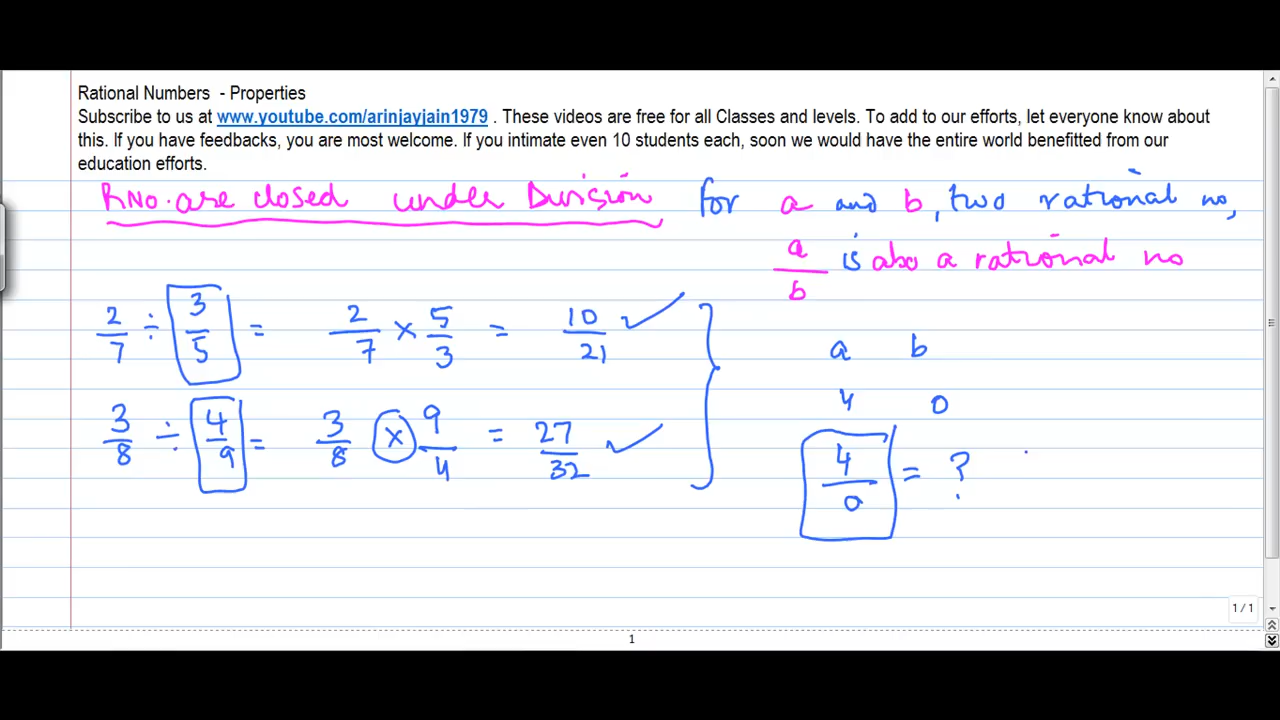 Rational Numbers - Properties
Subscribe to us at www.youtube.com/arinjayjain1979 . These videos are free for all Classes and levels. To add to our efforts, let everyone know about
this. If you have feedbacks, you are most welcome. If you intimate even 10 students each, soon we would have the entire world benefitted from our
education efforts.
RNo. are closed under Division for a and b, two rational no,
a/b is also a rational no
2/7 ÷ 3/5 = 2/7 × 5/3 = 10/21 ✓
a b
4 0
3/8 ÷ 4/9 = 3/8 × 9/4 = 27/32 ✓
4/0 = ?
1 / 1
1